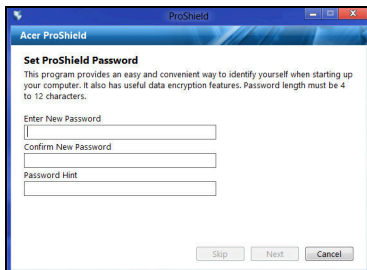 ProShield
Acer ProShield
Set ProShield Password
This program provides an easy and convenient way to identify yourself when starting up
your computer. It also has useful data encryption features. Password length must be 4
to 12 characters.
Enter New Password
Confirm New Password
Password Hint
Skip
Next
Cancel